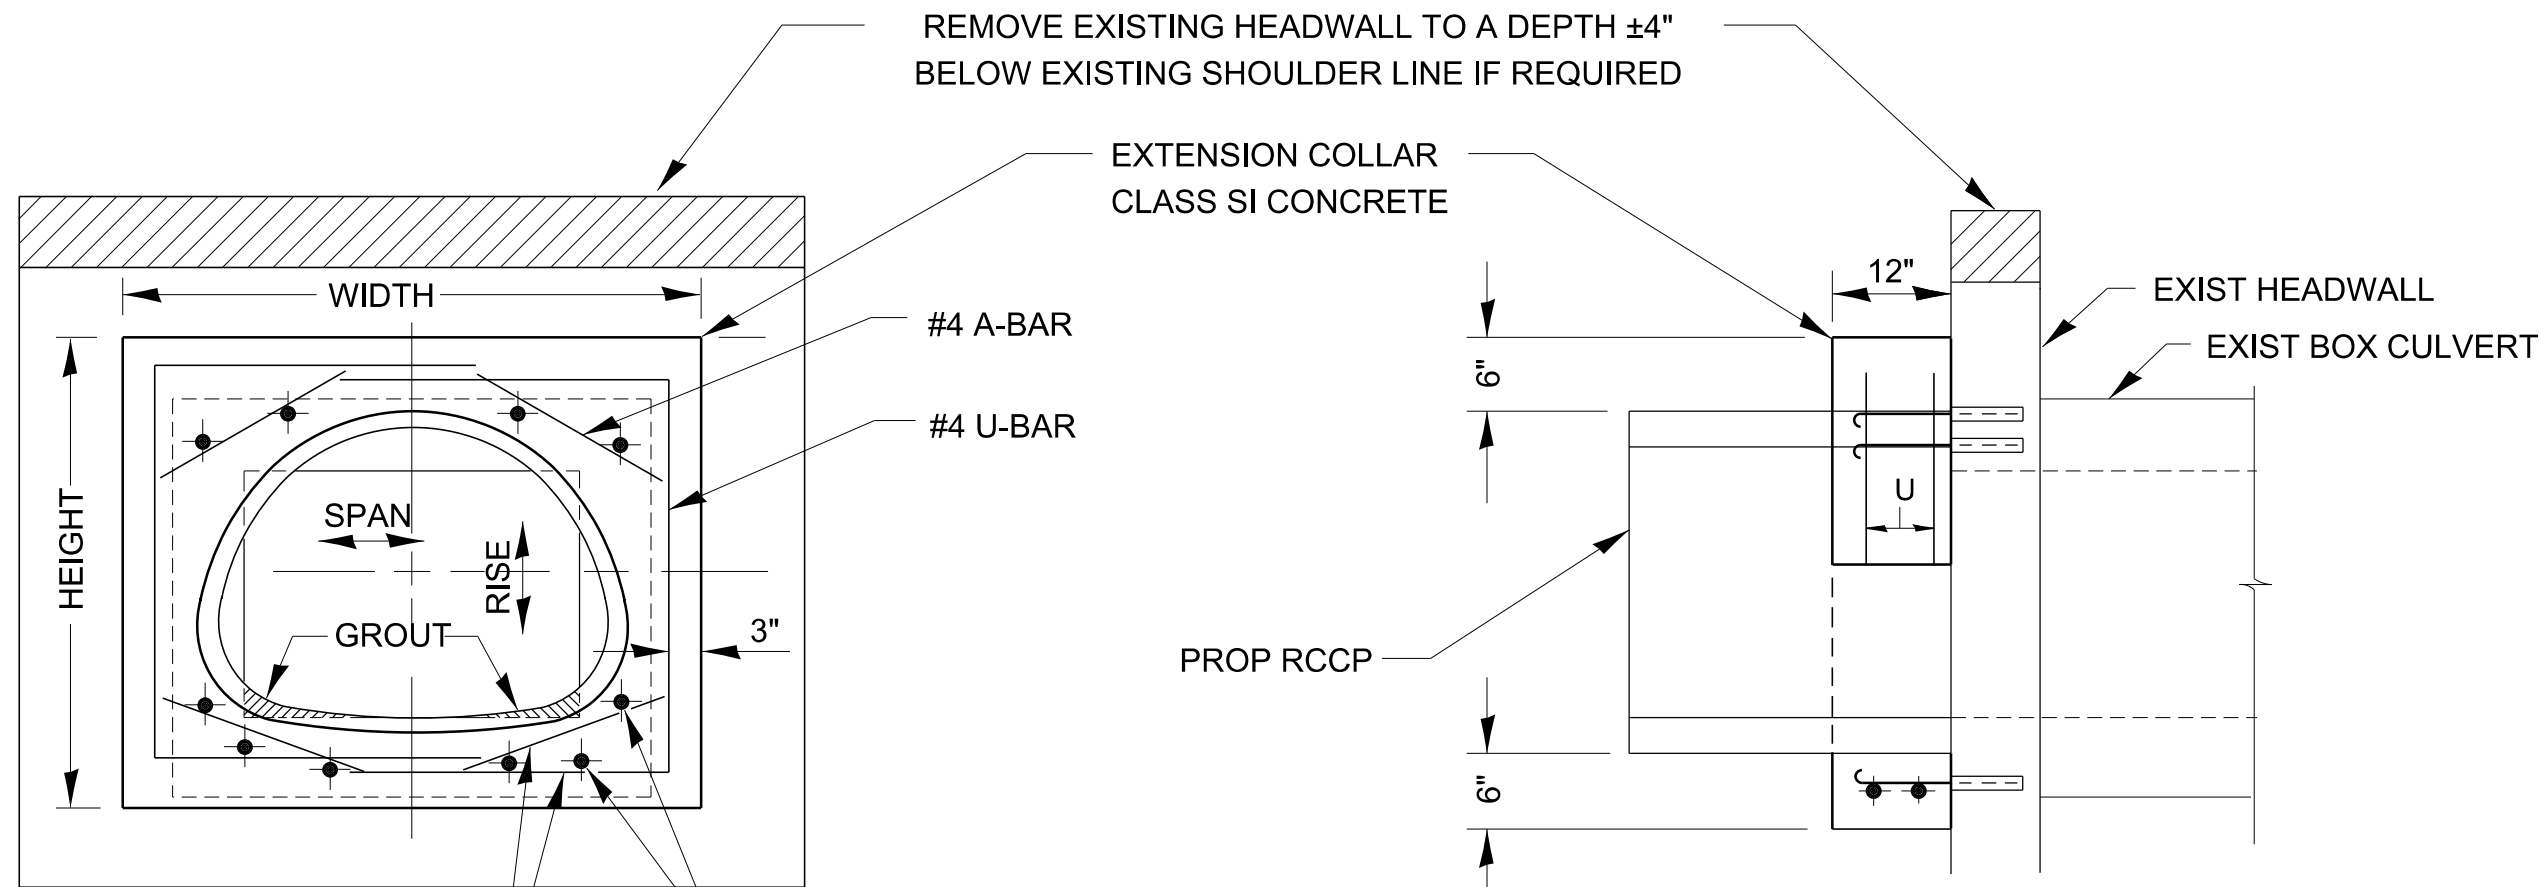 REMOVE EXISTING HEADWALL TO A DEPTH ±4"
BELOW EXISTING SHOULDER LINE IF REQUIRED
EXTENSION COLLAR
CLASS SI CONCRETE
WIDTH
#4 A-BAR
#4 U-BAR
HEIGHT
SPAN
RISE
GROUT
3"
12"
6"
U
EXIST HEADWALL
EXIST BOX CULVERT
PROP RCCP
6"